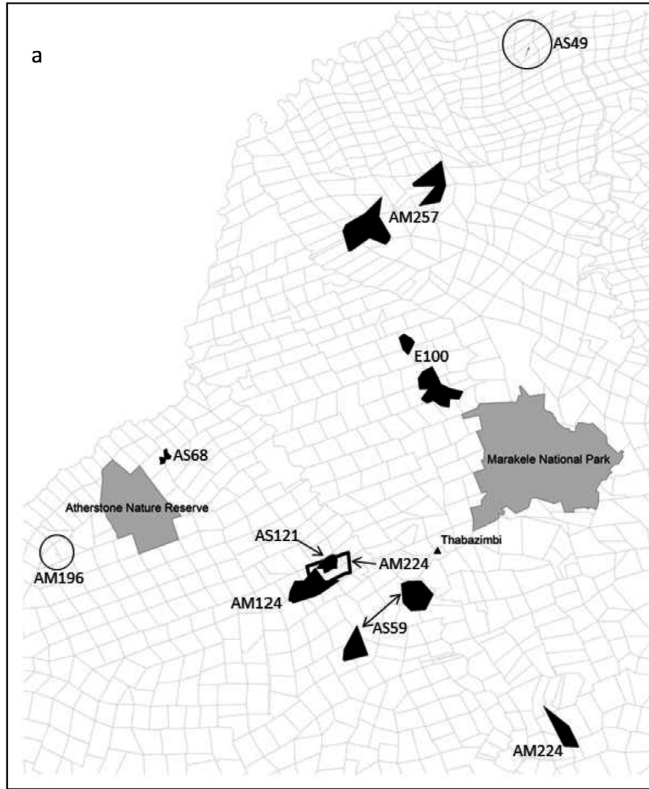 a
AS49
AM257
E100
Marakele National Park
AS68
Atherstone Nature Reserve
AS121
Thabazimbi
AM196
AM224
AM124
AS59
AM224